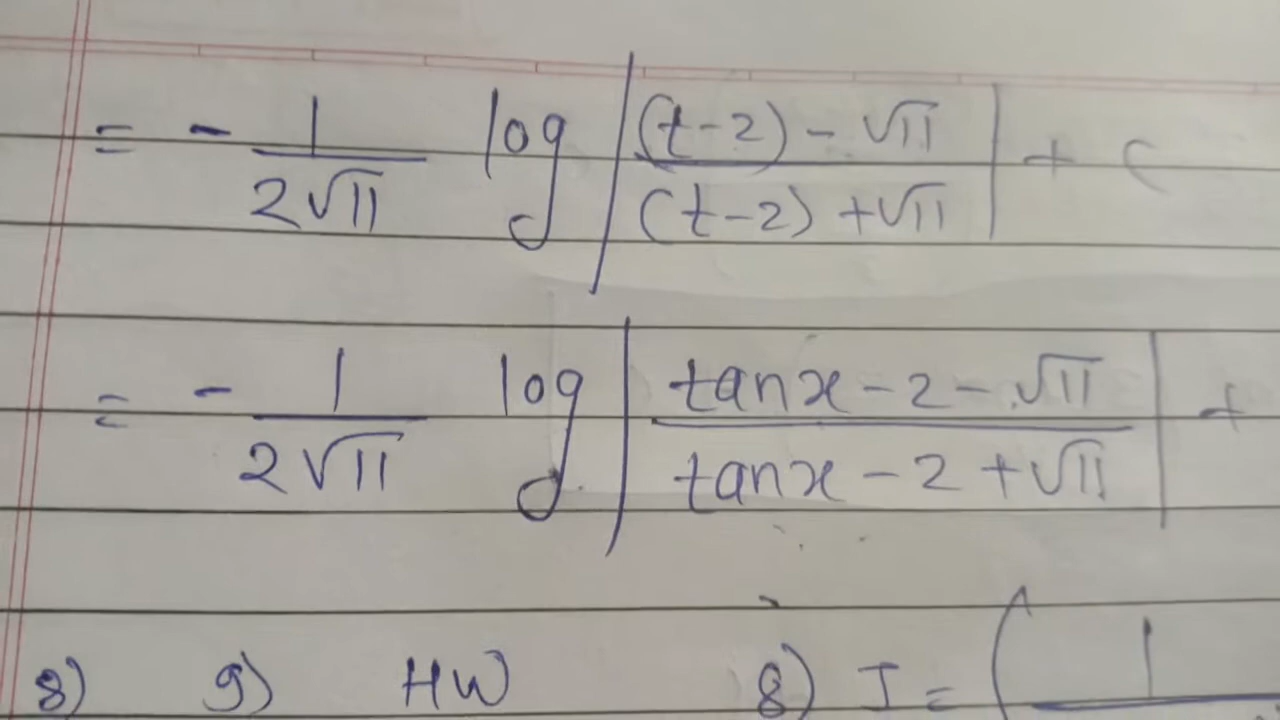 = - 1/(2√11) log |((t-2) - √11)/((t-2) + √11)| + c
= - 1/(2√11) log |(tanx - 2 - √11)/(tanx - 2 + √11)| +
8) 9) HW 8) I = ∫ 1